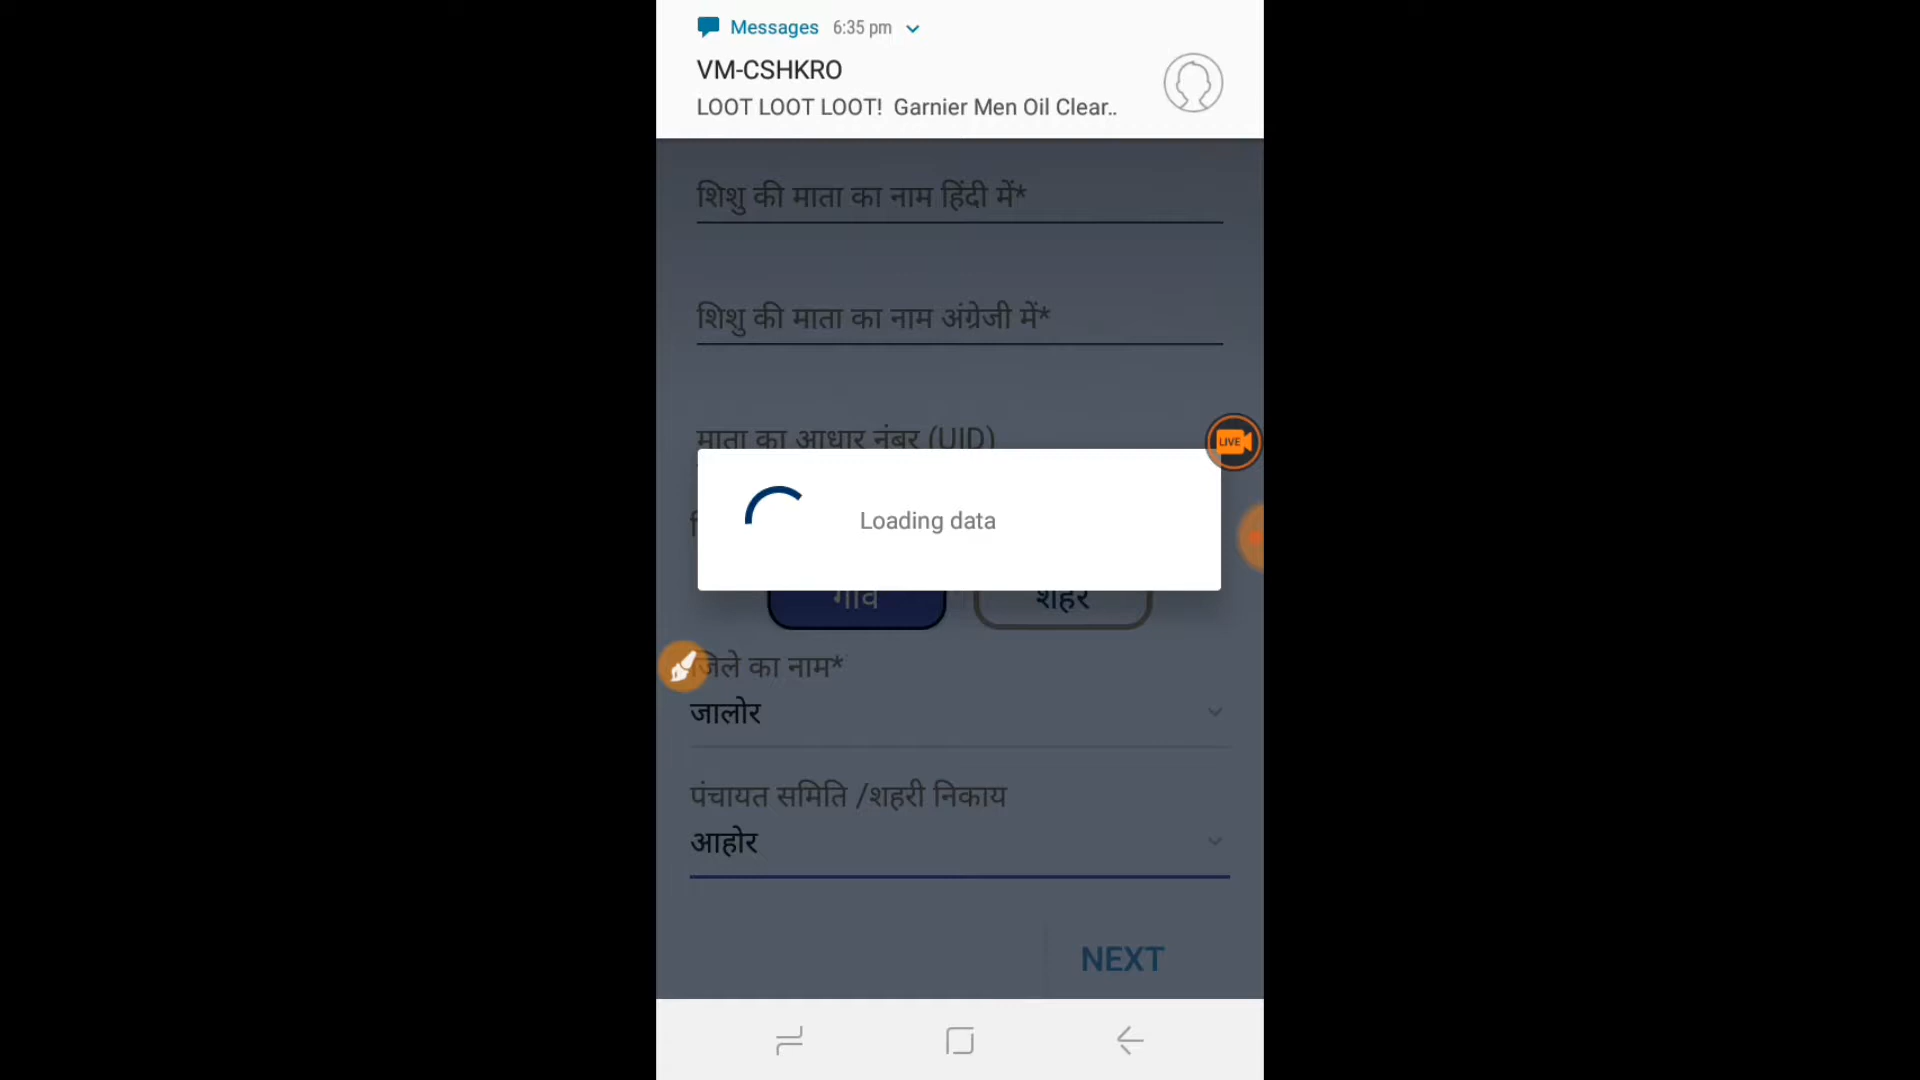 Messages 6:35 pm
VM-CSHKRO
LOOT LOOT LOOT! Garnier Men Oil Clear..
शिशु की माता का नाम हिंदी में*
शिशु की माता का नाम अंग्रेजी में*
माता का आधार नंबर (UID)
LIVE
Loading data
गांव शहर
जिले का नाम*
जालोर
पंचायत समिति /शहरी निकाय
आहोर
NEXT